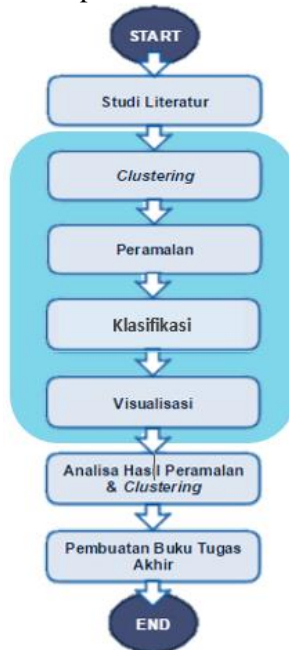 START
Studi Literatur
Clustering
Peramalan
Klasifikasi
Visualisasi
Analisa Hasil Peramalan
& Clustering
Pembuatan Buku Tugas
Akhir
END